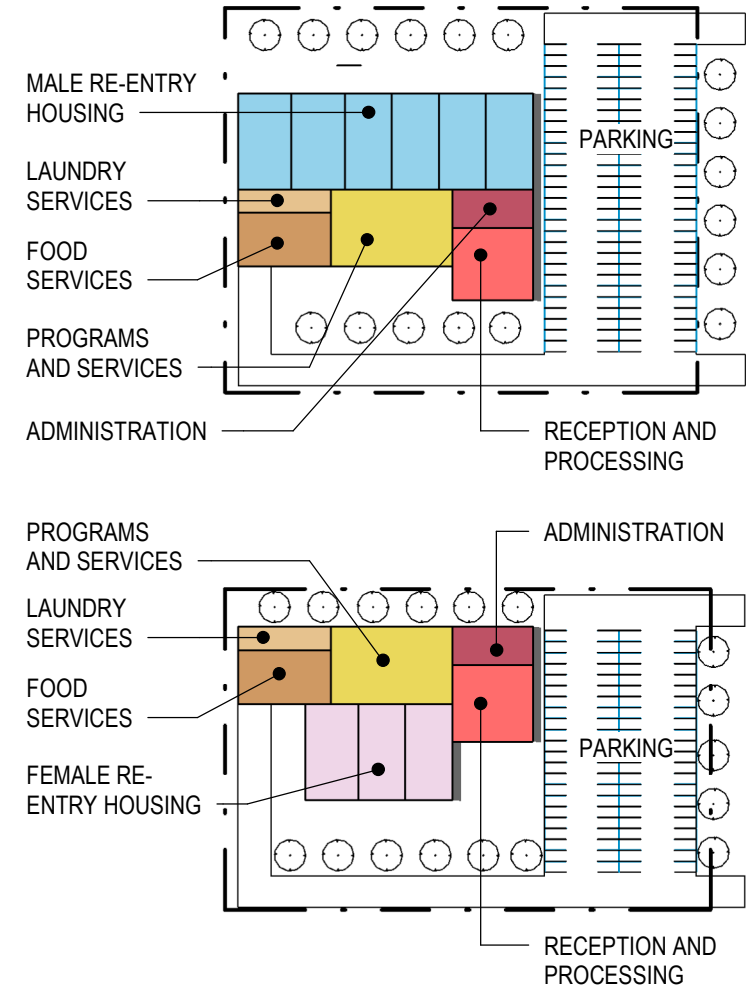 MALE RE-ENTRY
HOUSING
PARKING
LAUNDRY
SERVICES
FOOD
SERVICES
PROGRAMS
AND SERVICES
ADMINISTRATION
RECEPTION AND
PROCESSING
PROGRAMS
AND SERVICES
ADMINISTRATION
LAUNDRY
SERVICES
FOOD
SERVICES
PARKING
FEMALE RE-
ENTRY HOUSING
RECEPTION AND
PROCESSING